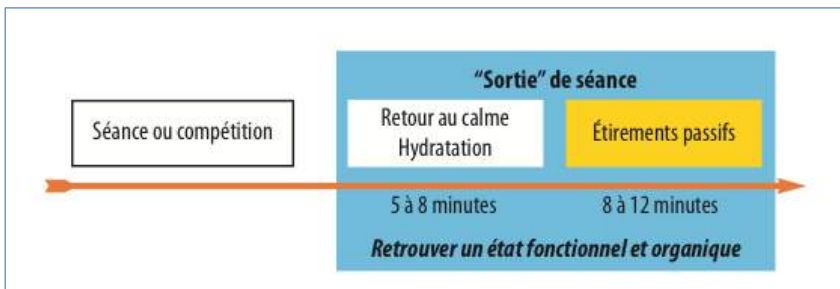 “Sortie” de séance
Séance ou compétition
Retour au calme
Hydratation
Étirements passifs
5 à 8 minutes
8 à 12 minutes
Retrouver un état fonctionnel et organique